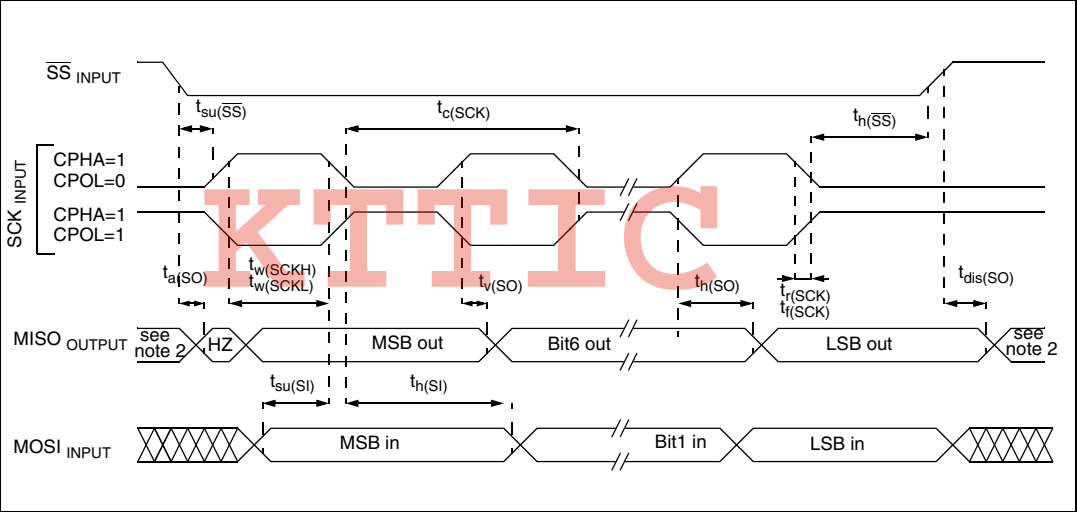 SS INPUT
tsu(SS)
tc(SCK)
th(SS)
SCK INPUT
CPHA=1
CPOL=0
CPHA=1
CPOL=1
KTTIC
ta(SO)
tw(SCKH)
tw(SCKL)
tv(SO)
th(SO)
tr(SCK)
tf(SCK)
tdis(SO)
MISO OUTPUT
see
note 2
HZ
MSB out
Bit6 out
LSB out
see
note 2
tsu(SI)
th(SI)
MOSI INPUT
MSB in
Bit1 in
LSB in